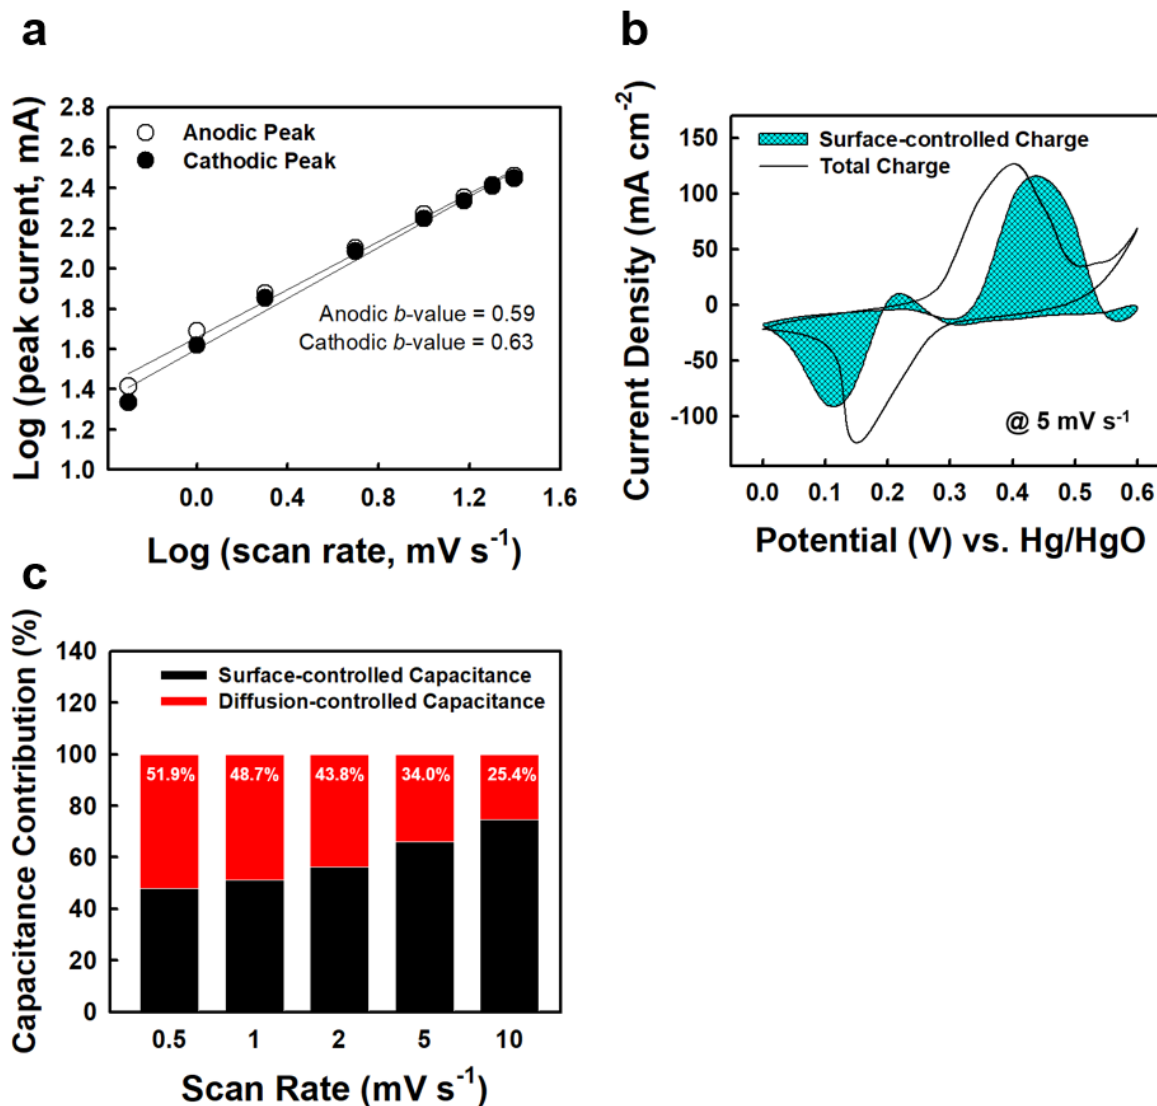 a
Log (peak current, mA)
2.8
2.6
2.4
2.2
2.0
1.8
1.6
1.4
1.2
1.0
Anodic Peak
Cathodic Peak
Anodic b-value = 0.59
Cathodic b-value = 0.63
0.0 0.4 0.8 1.2 1.6
Log (scan rate, mV s⁻¹)
b
Current Density (mA cm⁻²)
150
100
50
0
-50
-100
Surface-controlled Charge
Total Charge
@ 5 mV s⁻¹
0.0 0.1 0.2 0.3 0.4 0.5 0.6
Potential (V) vs. Hg/HgO
c
Capacitance Contribution (%)
140
120
100
80
60
40
20
0
Surface-controlled Capacitance
Diffusion-controlled Capacitance
51.9% 48.7% 43.8% 34.0% 25.4%
0.5 1 2 5 10
Scan Rate (mV s⁻¹)